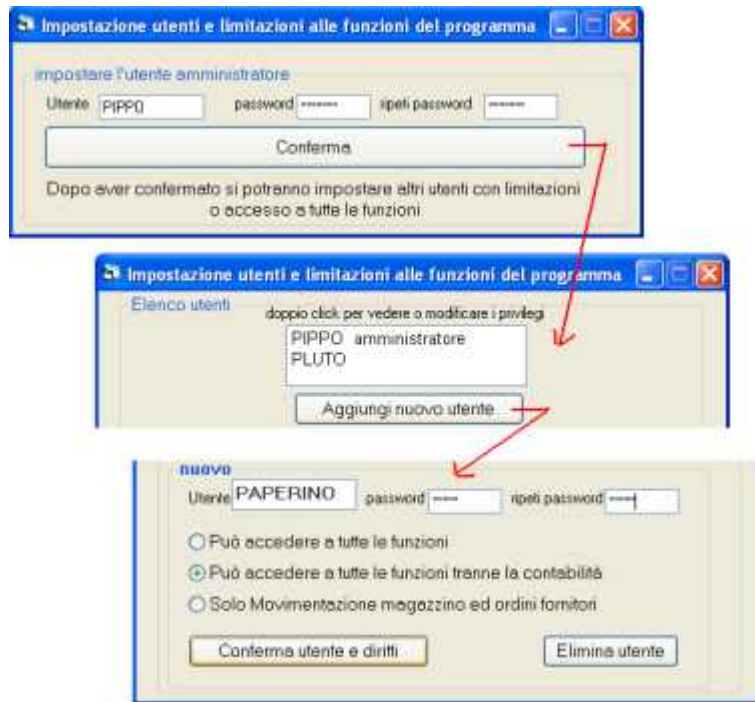 Impostazione utenti e limitazioni alle funzioni del programma
impostare l'utente amministratore
Utente PIPPO password ripeti password
Conferma
Dopo aver confermato si potranno impostare altri utenti con limitazioni
o accesso a tutte le funzioni
Impostazione utenti e limitazioni alle funzioni del programma
Elenco utenti
doppio click per vedere o modificare i privilegi
PIPPO amministratore
PLUTO
Aggiungi nuovo utente
nuovo
Utente PAPERINO password ripeti password
Può accedere a tutte le funzioni
Può accedere a tutte le funzioni tranne la contabilità
Solo Movimentazione magazzino ed ordini fornitori
Conferma utente e diritti Elimina utente